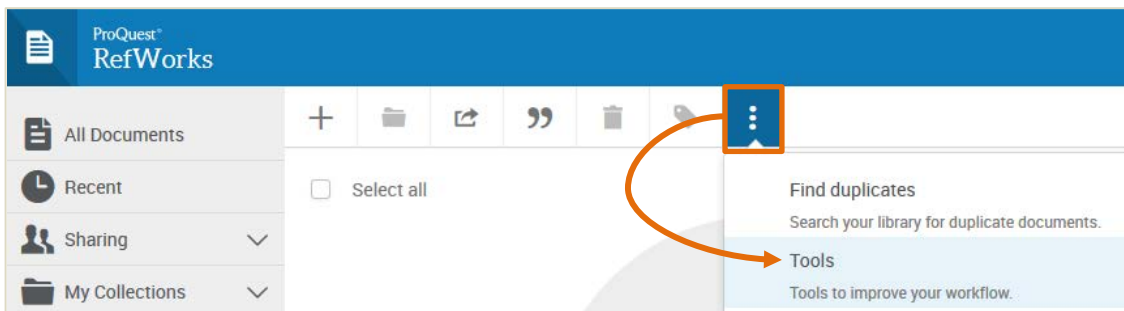 ProQuest®
RefWorks
All Documents
Recent
Sharing
My Collections
Select all
Find duplicates
Search your library for duplicate documents.
Tools
Tools to improve your workflow.